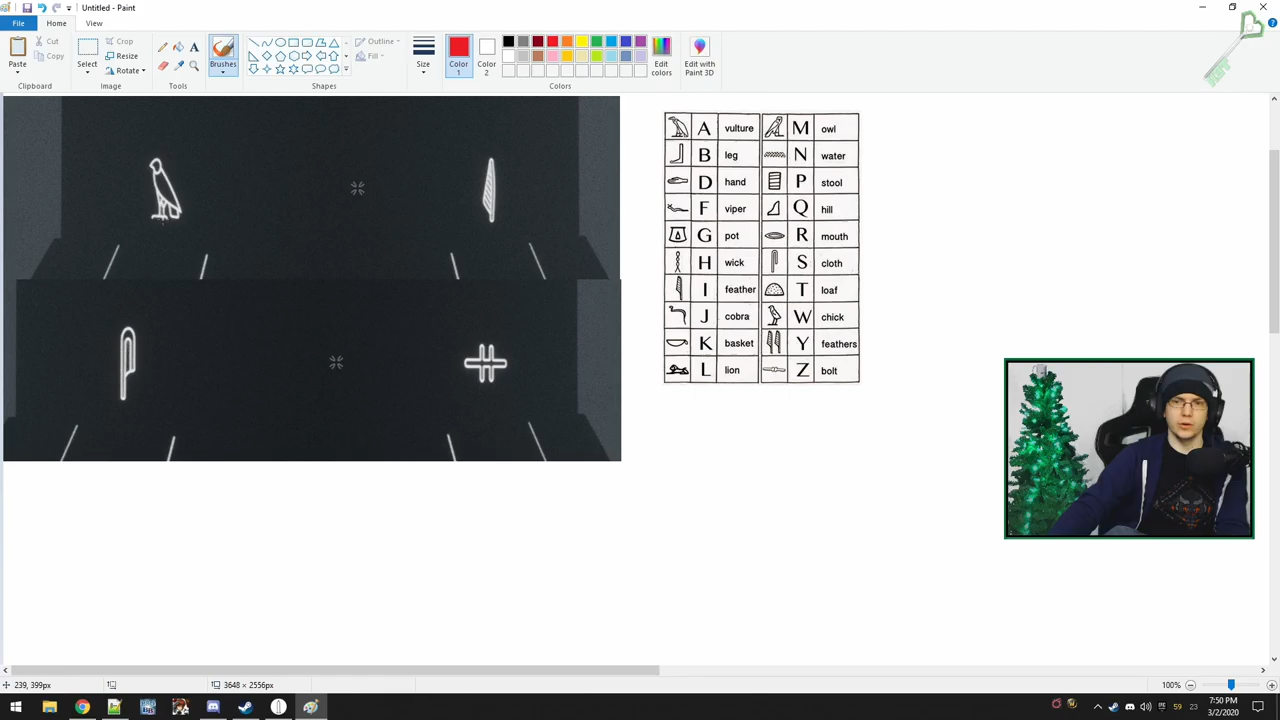 Untitled - Paint
File Home View
Paste
Cut
Copy
Clipboard
Select
Crop
Resize
Rotate
Image
Tools
Brushes
Outline
Fill
Shapes
Size
Color 1
Color 2
Edit colors
Edit with Paint 3D
Colors
A vulture M owl
B leg N water
D hand P stool
F viper Q hill
G pot R mouth
H wick S cloth
I feather T loaf
J cobra W chick
K basket Y feathers
L lion Z bolt
239, 399px
3648 × 2556px
100%
59 23
7:50 PM
3/2/2020